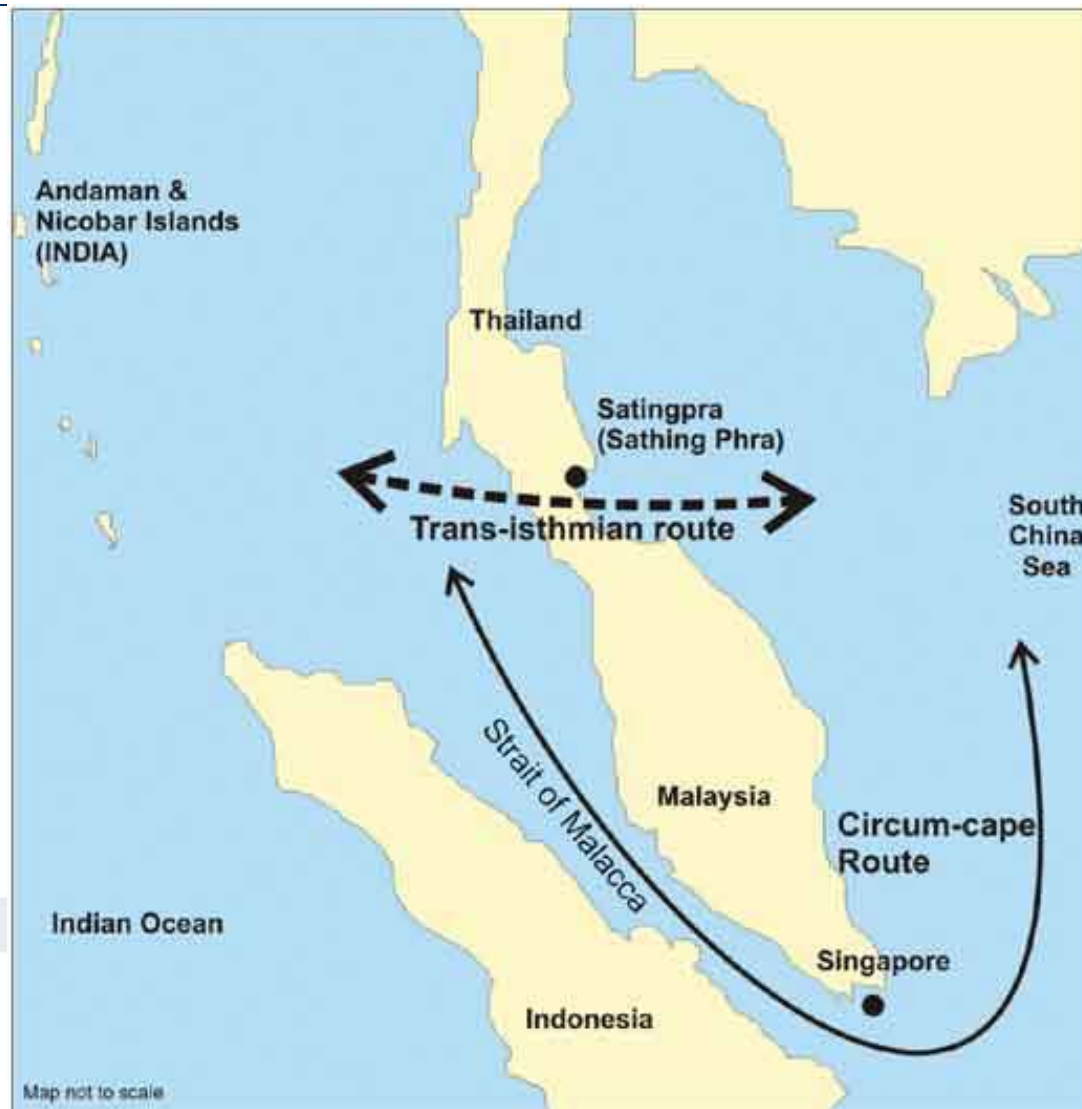 Andaman &
Nicobar Islands
(INDIA)
Thailand
Satingpra
(Sathing Phra)
Trans-isthmian route
South
China
Sea
Strait of Malacca
Malaysia
Circum-cape
Route
Indian Ocean
Singapore
Indonesia
Map not to scale